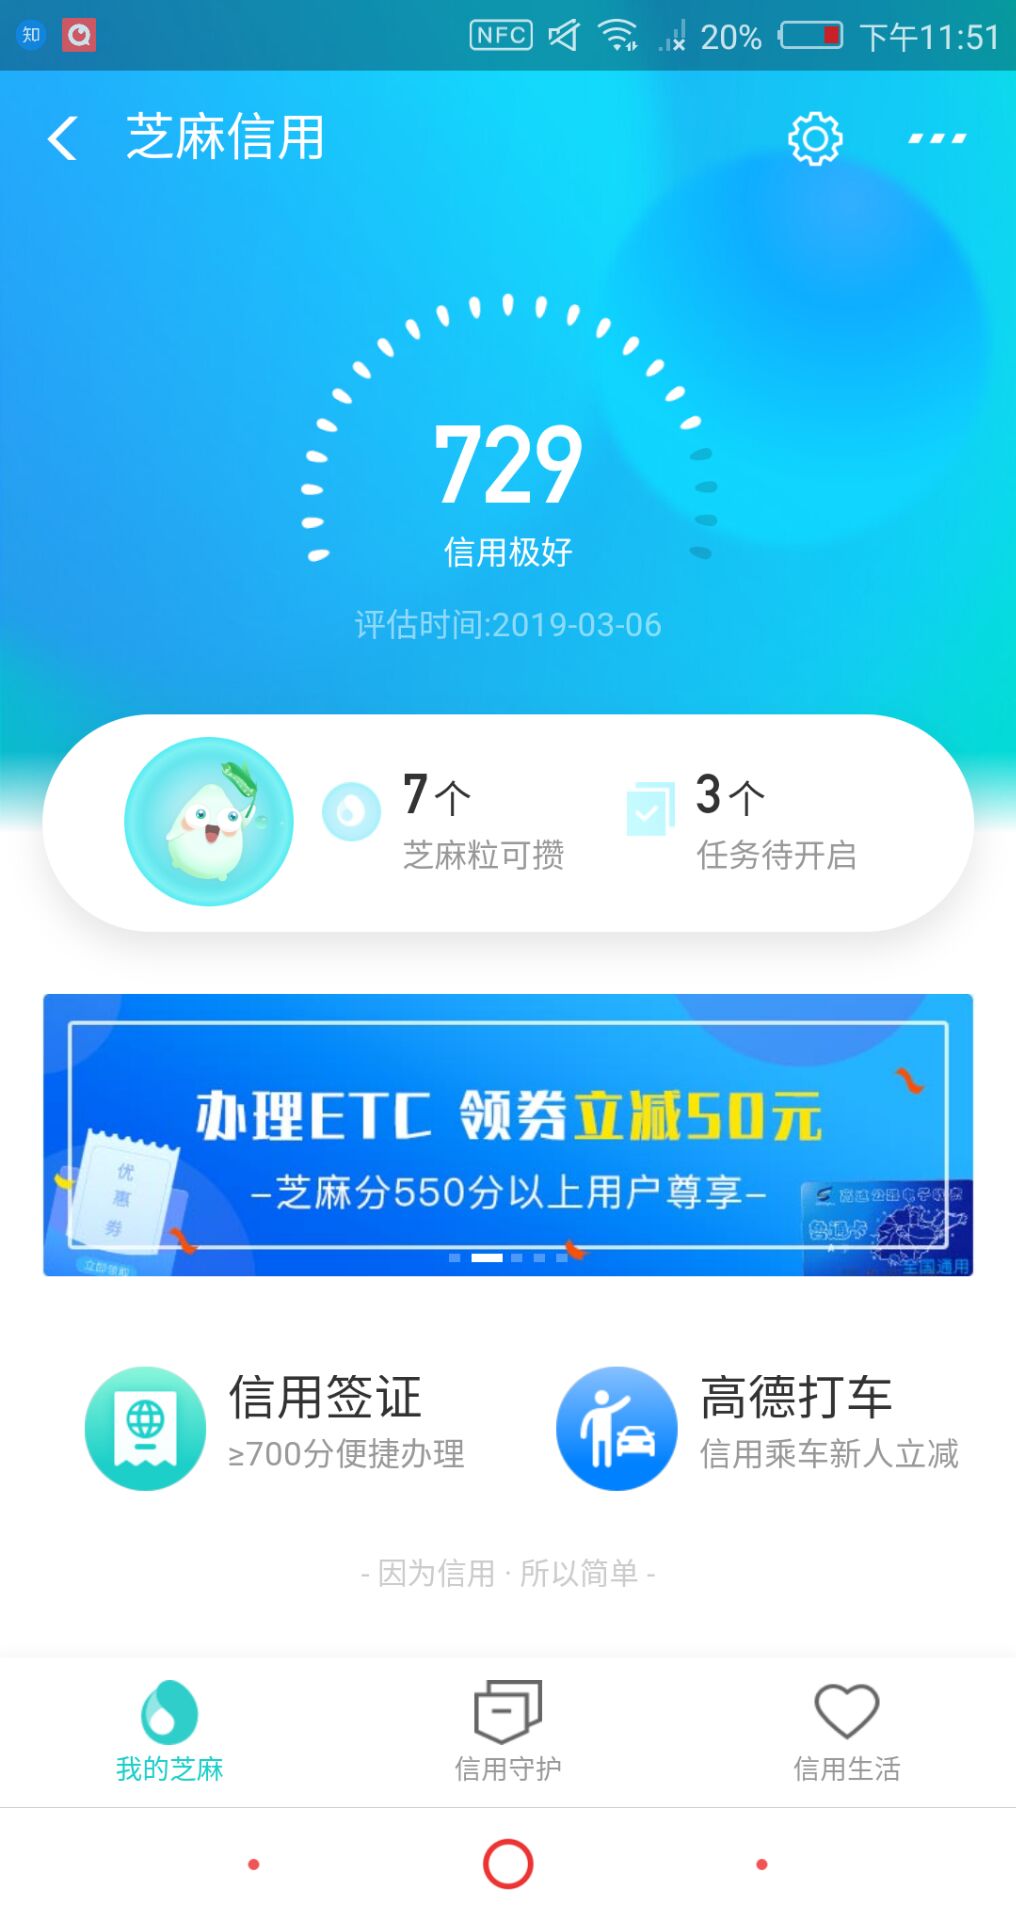 知
NFC 20% 下午11:51
芝麻信用
729
信用极好
评估时间:2019-03-06
7个 3个
芝麻粒可攒 任务待开启
办理ETC 领券立减50元
–芝麻分550分以上用户尊享–
优
惠
券
立即领取
高速公路电子收费
鲁通卡
全国通用
信用签证 高德打车
≥700分便捷办理 信用乘车新人立减
- 因为信用 · 所以简单 -
我的芝麻 信用守护 信用生活